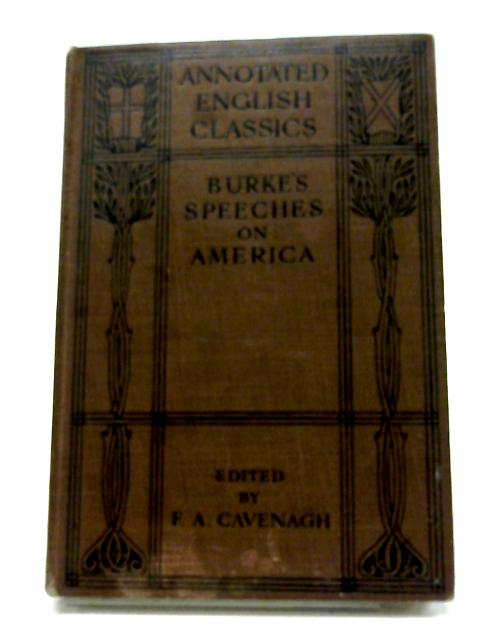 ANNOTATED
ENGLISH
CLASSICS
BURKE'S
SPEECHES
ON
AMERICA
EDITED
BY
F. A. CAVENAGH